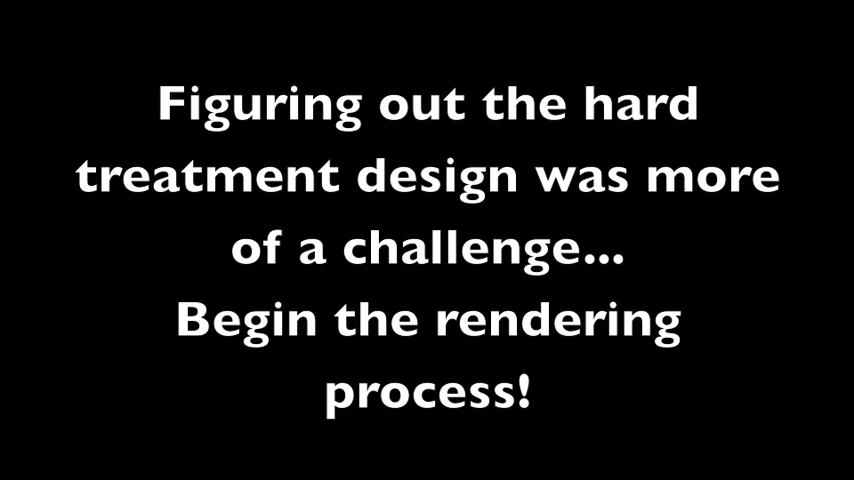 Figuring out the hard
treatment design was more
of a challenge...
Begin the rendering
process!